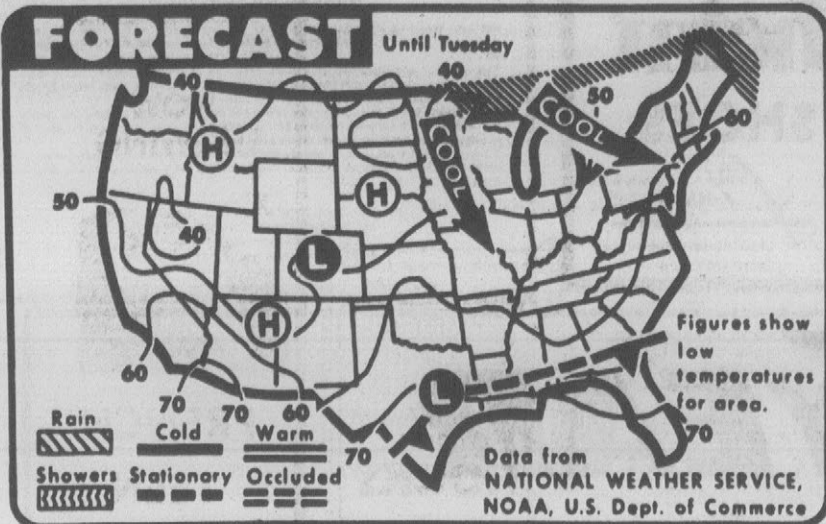 FORECAST
Until Tuesday
40
40
COOL
COOL
50
60
H
H
50
40
L
H
Figures show
low
temperatures
for area.
L
60
70
70
60
70
70
Rain
Cold
Warm
Showers
Stationary
Occluded
Data from
NATIONAL WEATHER SERVICE,
NOAA, U.S. Dept. of Commerce